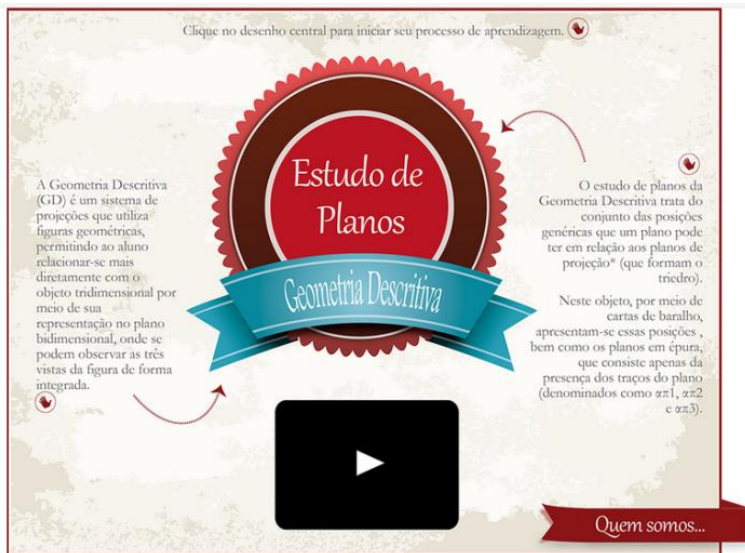 Clique no desenho central para iniciar seu processo de aprendizagem.
Estudo de
Planos
Geometria Descritiva
A Geometria Descritiva
(GD) é um sistema de
projeções que utiliza
figuras geométricas,
permitindo ao aluno
relacionar-se mais
diretamente com o
objeto tridimensional por
meio de sua
representação no plano
bidimensional, onde se
podem observar as três
vistas da figura de forma
integrada.
O estudo de planos da
Geometria Descritiva trata do
conjunto das posições
genéricas que um plano pode
ter em relação aos planos de
projeção* (que formam o
triedro).
Neste objeto, por meio de
cartas de baralho,
apresentam-se essas posições ,
bem como os planos em épura,
que consiste apenas da
presença dos traços do plano
(denominados como απ1, απ2
e απ3).
Quem somos...